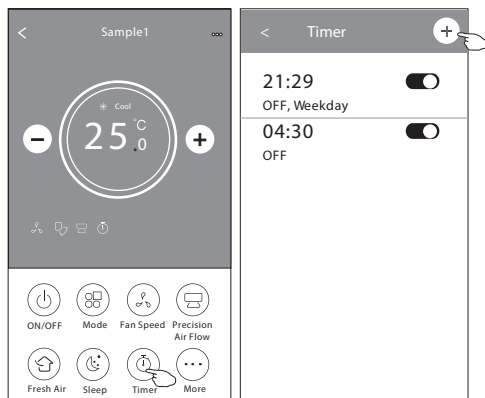 < Sample1 ...
Cool
25.0 °C
− +
ON/OFF Mode Fan Speed Precision Air Flow
Fresh Air Sleep Timer More
< Timer +
21:29
OFF, Weekday
04:30
OFF